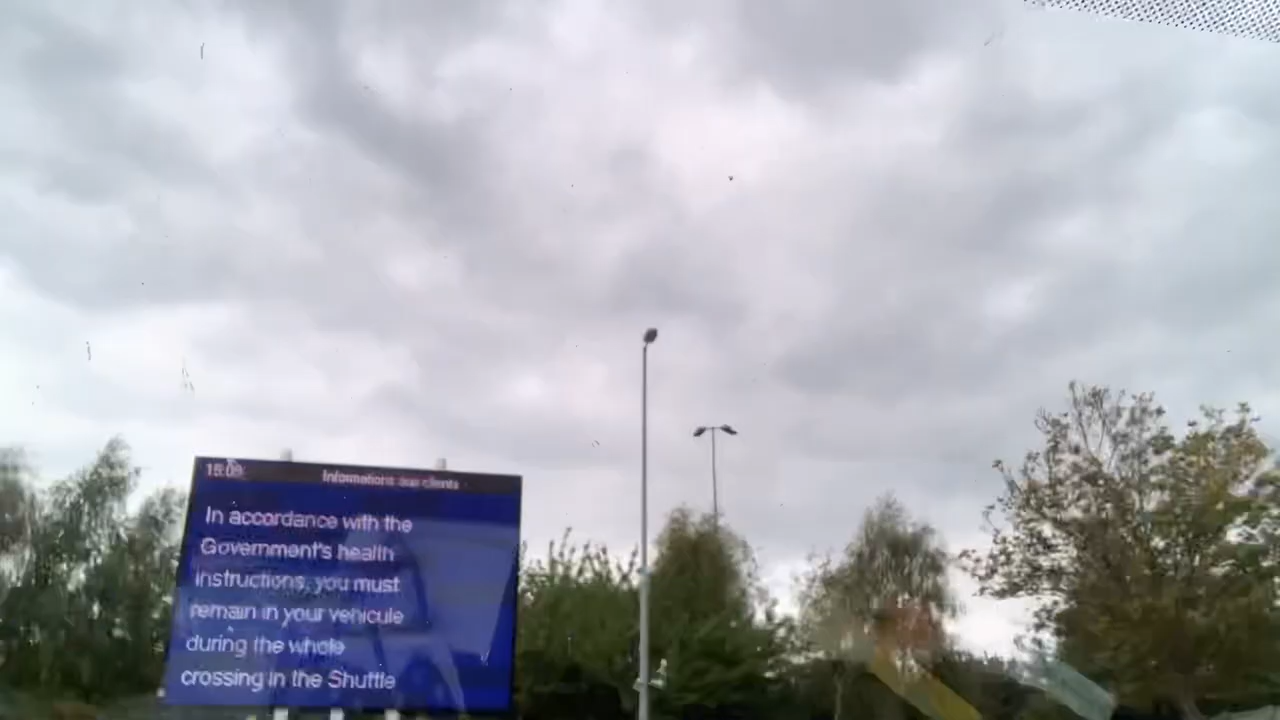 15:09 Informations aux clients
In accordance with the
Government's health
instructions, you must
remain in your vehicule
during the whole
crossing in the Shuttle